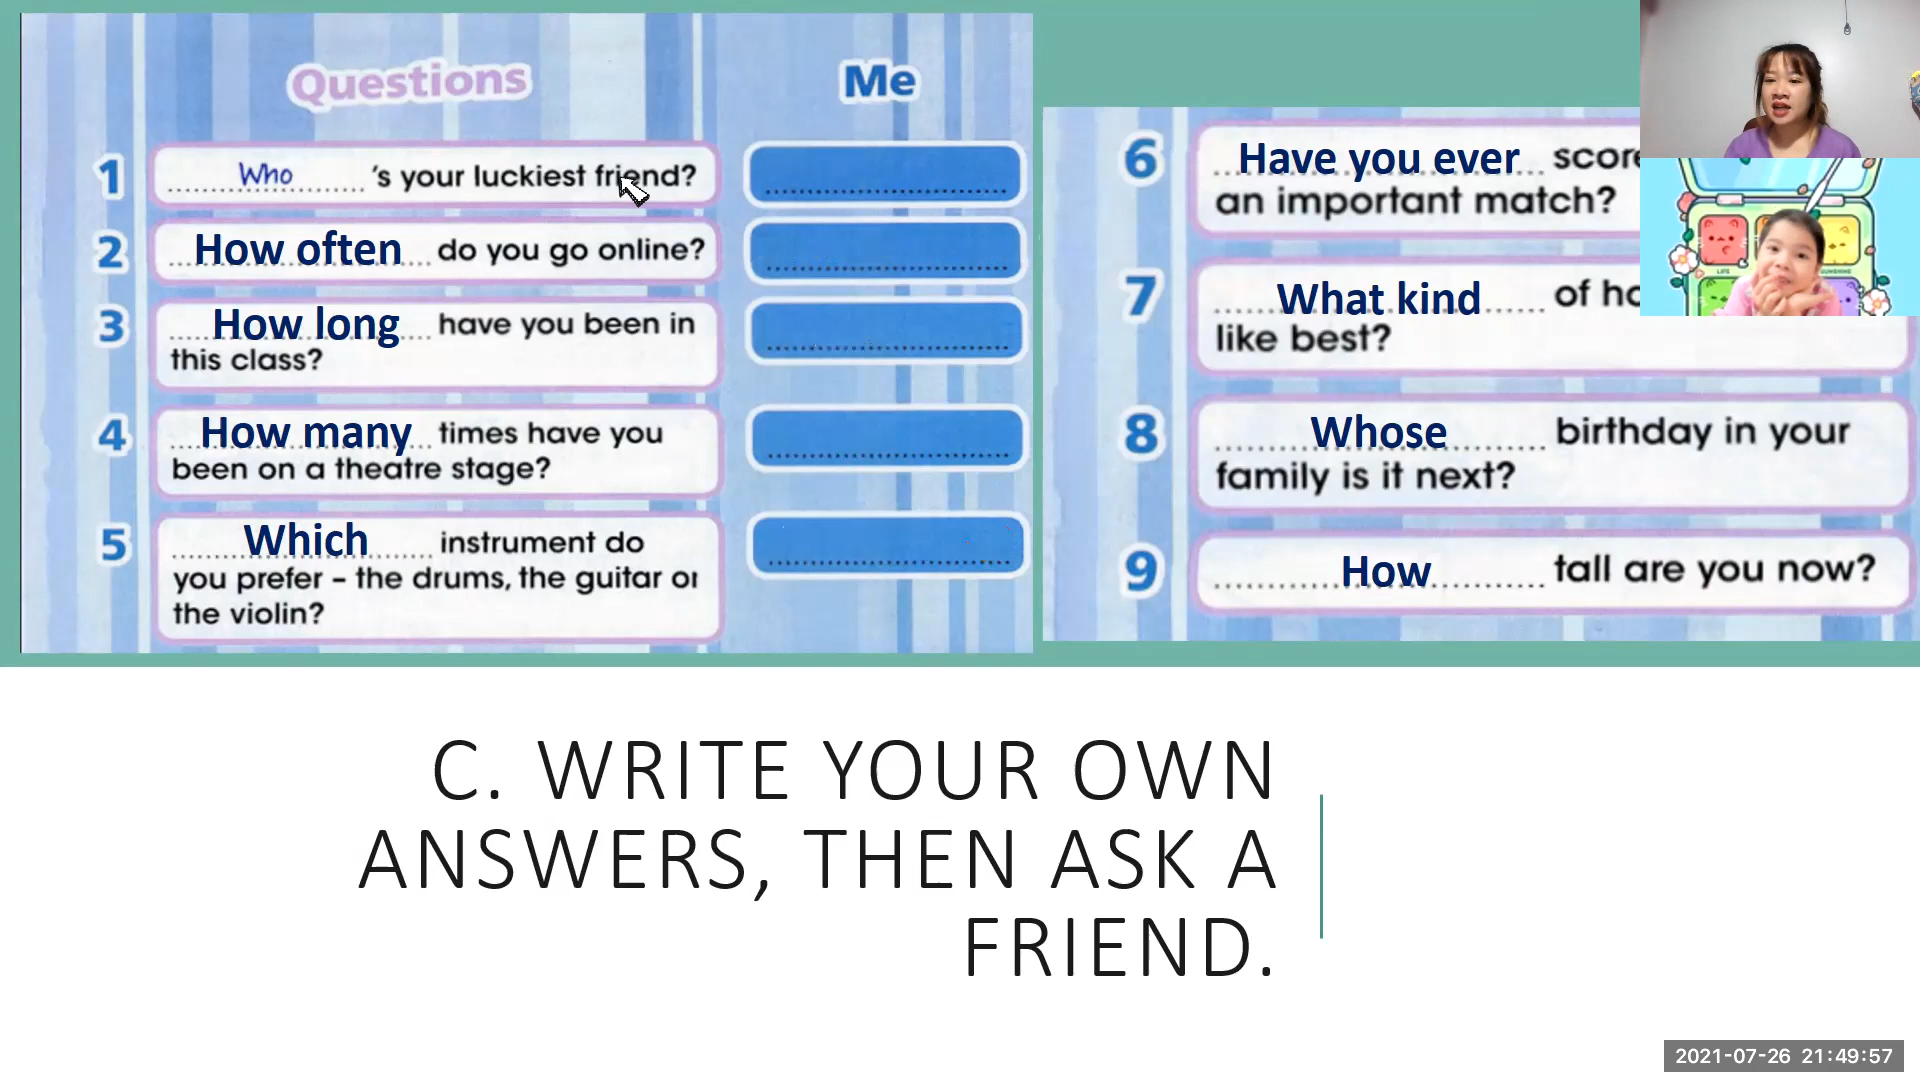 Questions
Me
1
Who 's your luckiest friend?
2
How often do you go online?
3
How long have you been in
this class?
4
How many times have you
been on a theatre stage?
5
Which instrument do
you prefer – the drums, the guitar or
the violin?
6
Have you ever
an important match?
7
What kind of
like best?
8
Whose birthday in your
family is it next?
9
How tall are you now?
C. WRITE YOUR OWN
ANSWERS, THEN ASK A
FRIEND.
2021-07-26 21:49:57